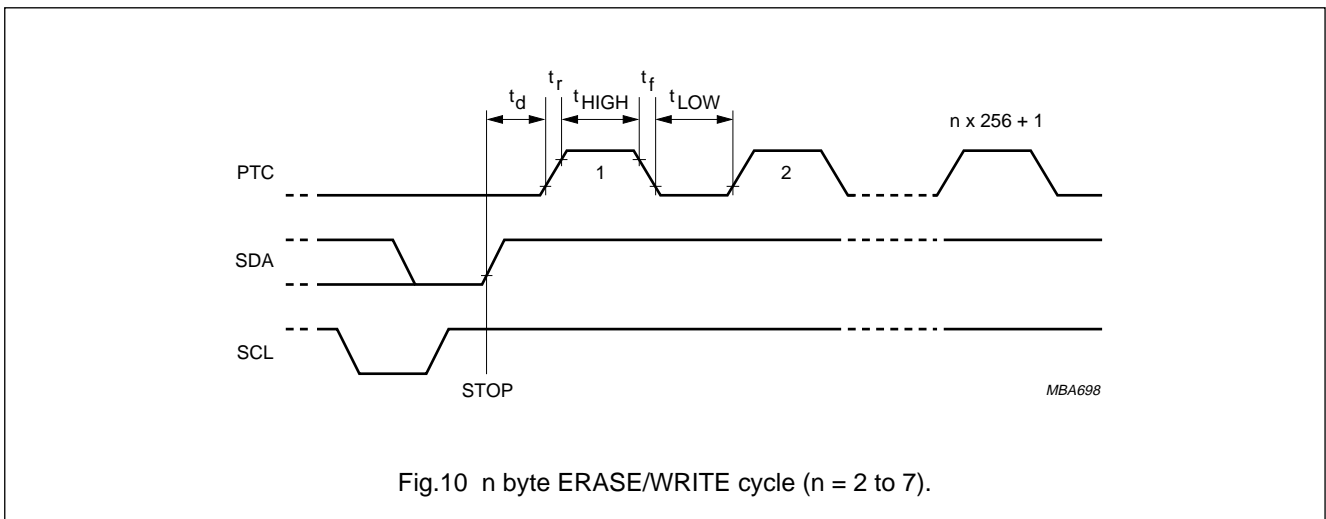 t_d t_r t_HIGH t_f t_LOW
n x 256 + 1
PTC 1 2
SDA
SCL
STOP
MBA698
Fig.10 n byte ERASE/WRITE cycle (n = 2 to 7).